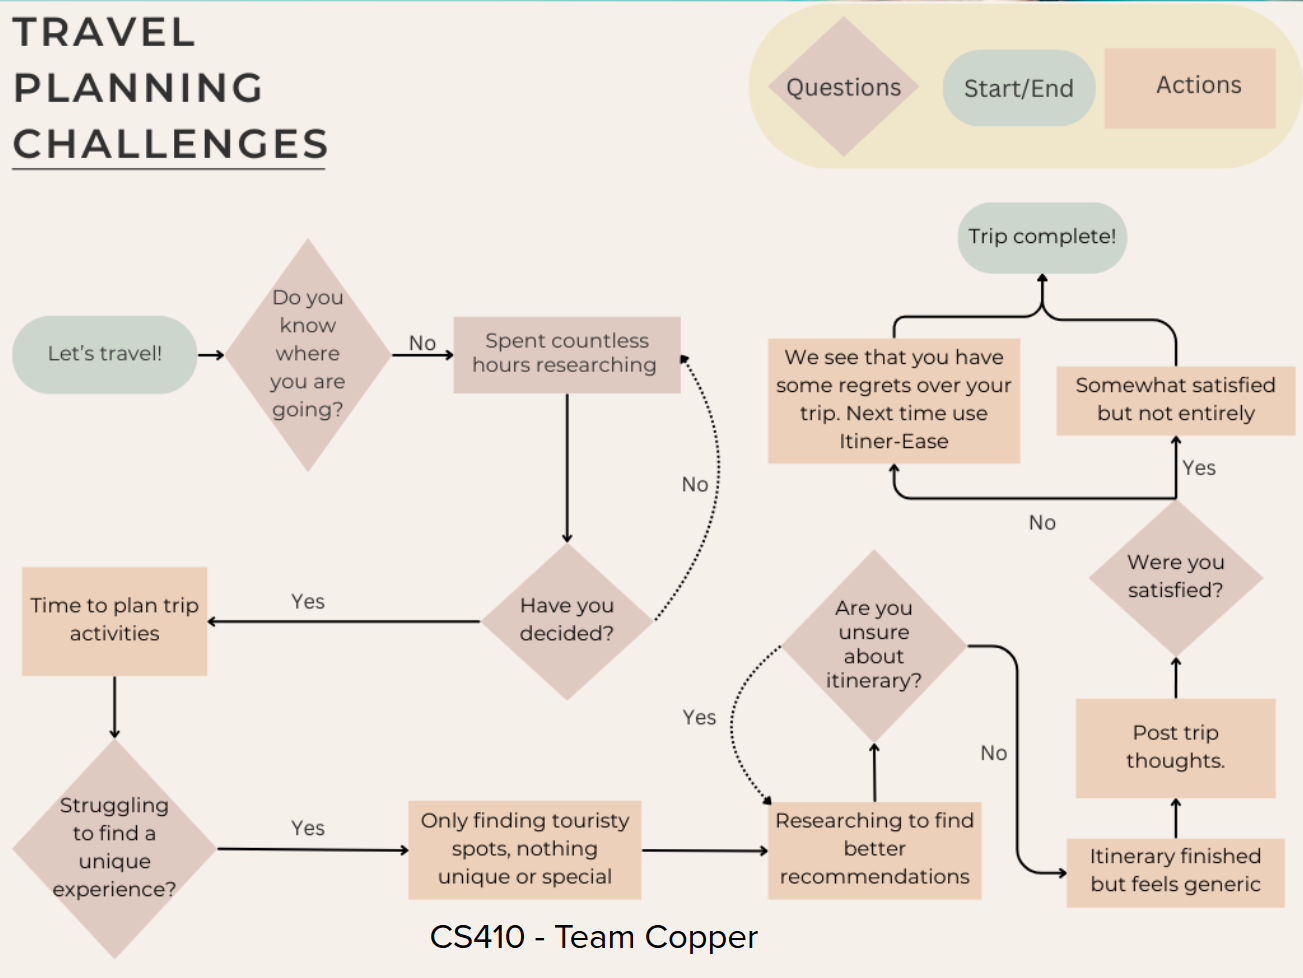 TRAVEL
PLANNING
CHALLENGES
Questions
Start/End
Actions
Let's travel!
Do you
know
where
you are
going?
No
Spent countless
hours researching
No
Have you
decided?
Yes
Time to plan trip
activities
Struggling
to find a
unique
experience?
Yes
Only finding touristy
spots, nothing
unique or special
Researching to find
better
recommendations
Yes
Are you
unsure
about
itinerary?
No
Itinerary finished
but feels generic
Post trip
thoughts.
Were you
satisfied?
No
Yes
We see that you have
some regrets over your
trip. Next time use
Itiner-Ease
Somewhat satisfied
but not entirely
Trip complete!
CS410 - Team Copper